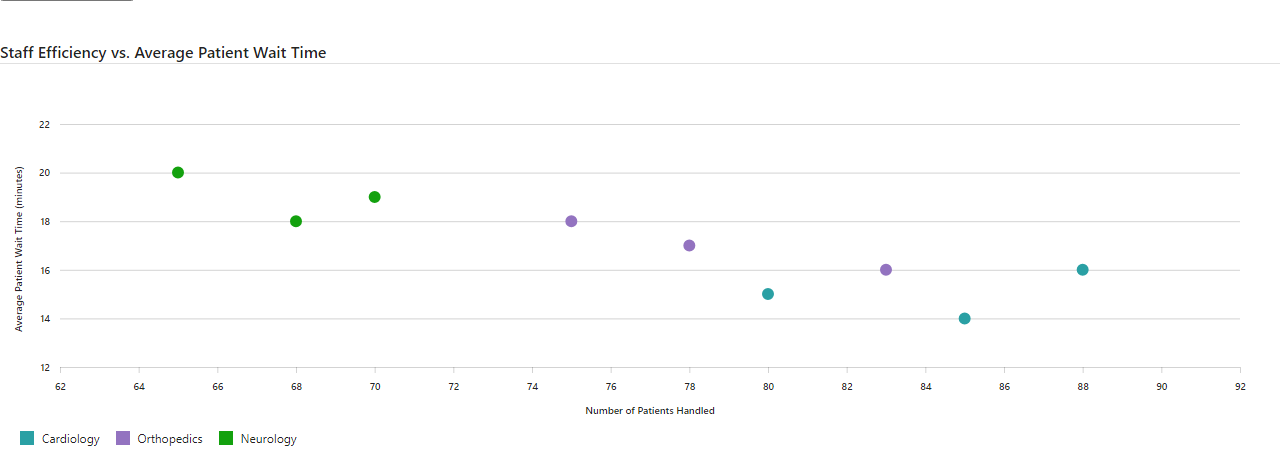 Staff Efficiency vs. Average Patient Wait Time
Average Patient Wait Time (minutes)
22
20
18
16
14
12
62 64 66 68 70 72 74 76 78 80 82 84 86 88 90 92
Number of Patients Handled
Cardiology Orthopedics Neurology